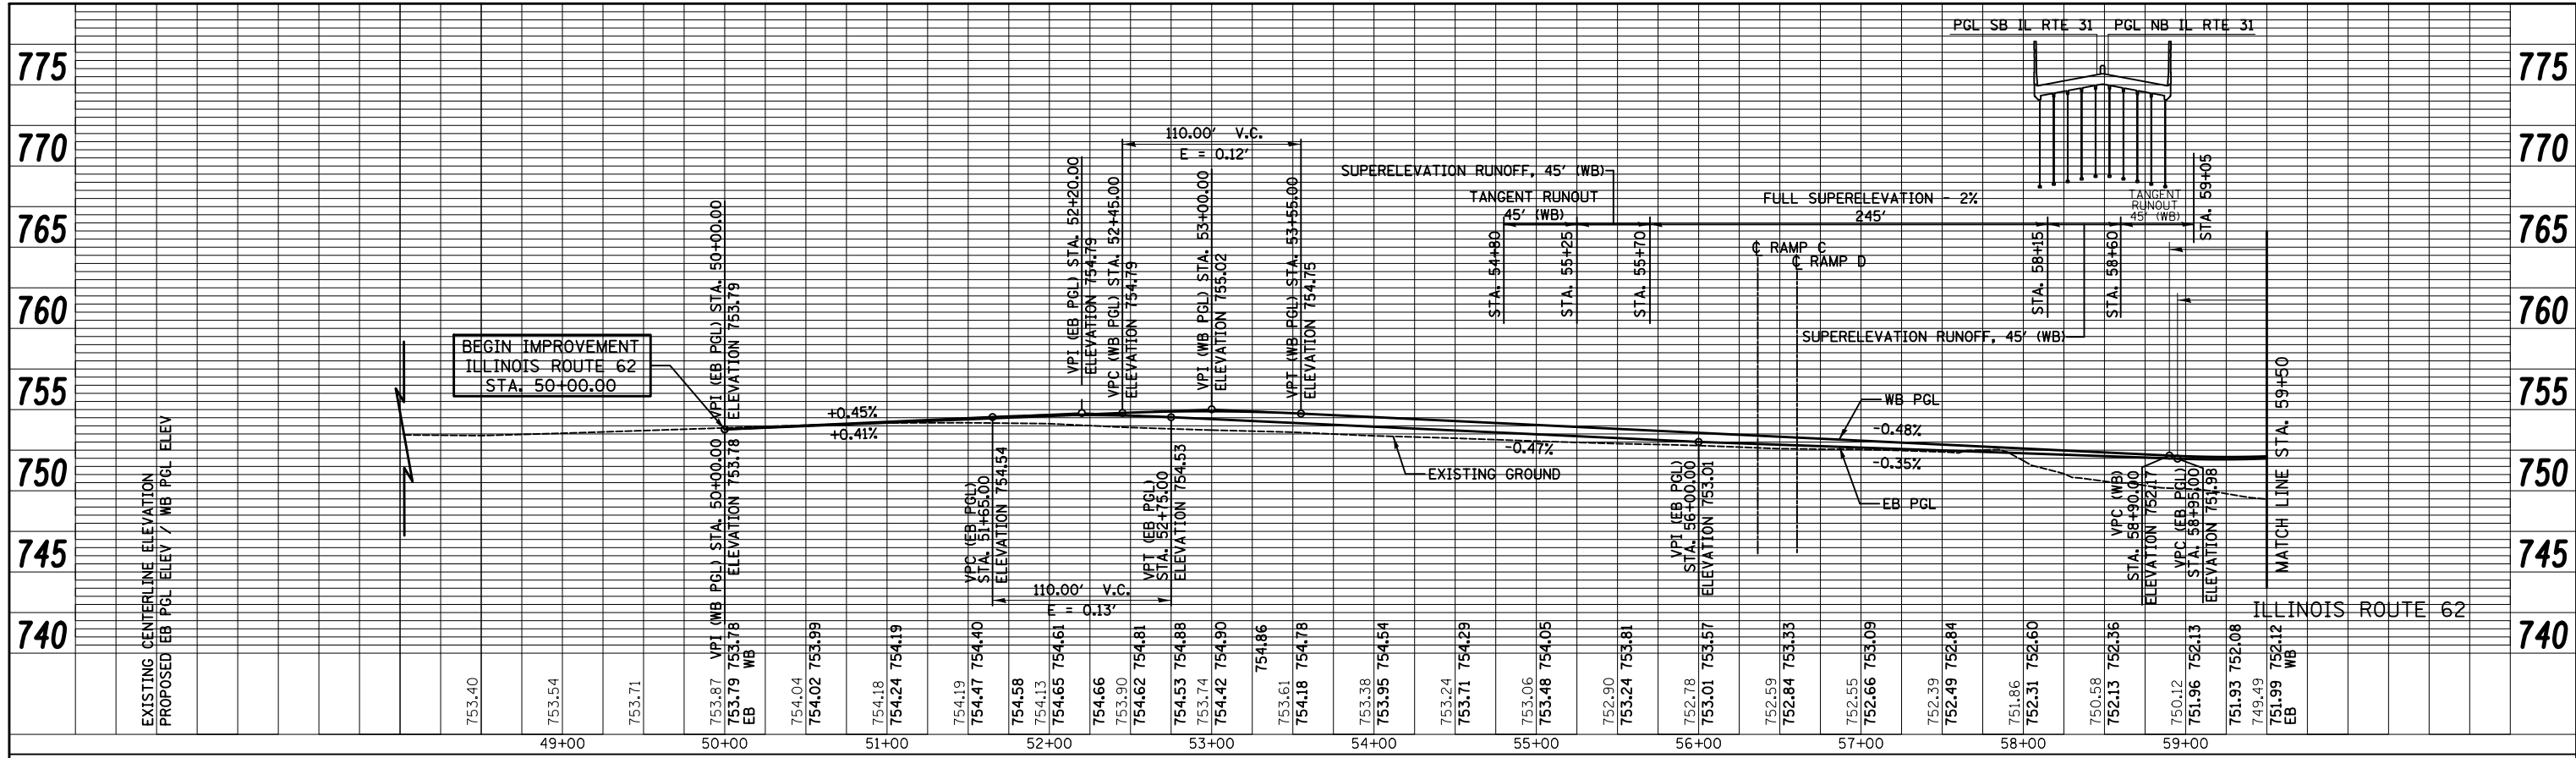 PGL SB IL RTE 31
PGL NB IL RTE 31
775
775
770
770
765
765
760
760
755
755
750
750
745
745
740
740
110.00' V.C.
E = 0.12'
SUPERELEVATION RUNOFF, 45' (WB)
TANGENT RUNOUT
45' (WB)
FULL SUPERELEVATION - 2%
245'
TANGENT
RUNOUT
45' (WB)
STA. 59+05
STA. 54+80
STA. 55+25
STA. 55+70
STA. 58+15
STA. 58+60
℄ RAMP C
℄ RAMP D
SUPERELEVATION RUNOFF, 45' (WB)
BEGIN IMPROVEMENT
ILLINOIS ROUTE 62
STA. 50+00.00
VPI (EB PGL) STA. 50+00.00
ELEVATION 753.79
VPI (WB PGL) STA. 50+00.00
ELEVATION 753.78
VPI (EB PGL) STA. 52+20.00
ELEVATION 754.79
VPC (WB PGL) STA. 52+45.00
ELEVATION 754.79
VPI (WB PGL) STA. 53+00.00
ELEVATION 755.02
VPT (WB PGL) STA. 53+55.00
ELEVATION 754.75
+0.45%
+0.41%
-0.47%
-0.48%
-0.35%
WB PGL
EB PGL
EXISTING GROUND
VPC (EB PGL)
STA. 51+65.00
ELEVATION 754.54
VPT (EB PGL)
STA. 52+75.00
ELEVATION 754.53
110.00' V.C.
E = 0.13'
VPI (EB PGL)
STA. 56+00.00
ELEVATION 753.01
VPC (WB)
STA. 58+90.00
ELEVATION 752.17
VPC (EB PGL)
STA. 58+95.00
ELEVATION 751.98
MATCH LINE STA. 59+50
ILLINOIS ROUTE 62
EXISTING CENTERLINE ELEVATION
PROPOSED EB PGL ELEV / WB PGL ELEV
753.40
753.54
753.71
753.87
753.79 753.78
EB WB
754.04
754.02 753.99
754.18
754.24 754.19
754.19
754.47 754.40
754.58
754.13
754.65 754.61
754.66
753.90
754.62 754.81
754.53 754.88
753.74
754.42 754.90
754.86
753.61
754.18 754.78
753.38
753.95 754.54
753.24
753.71 754.29
753.06
753.48 754.05
752.90
753.24 753.81
752.78
753.01 753.57
752.59
752.84 753.33
752.55
752.66 753.09
752.39
752.49 752.84
751.86
752.31 752.60
750.58
752.13 752.36
750.12
751.96 752.13
751.93 752.08
749.49
751.99 752.12
EB WB
49+00
50+00
51+00
52+00
53+00
54+00
55+00
56+00
57+00
58+00
59+00